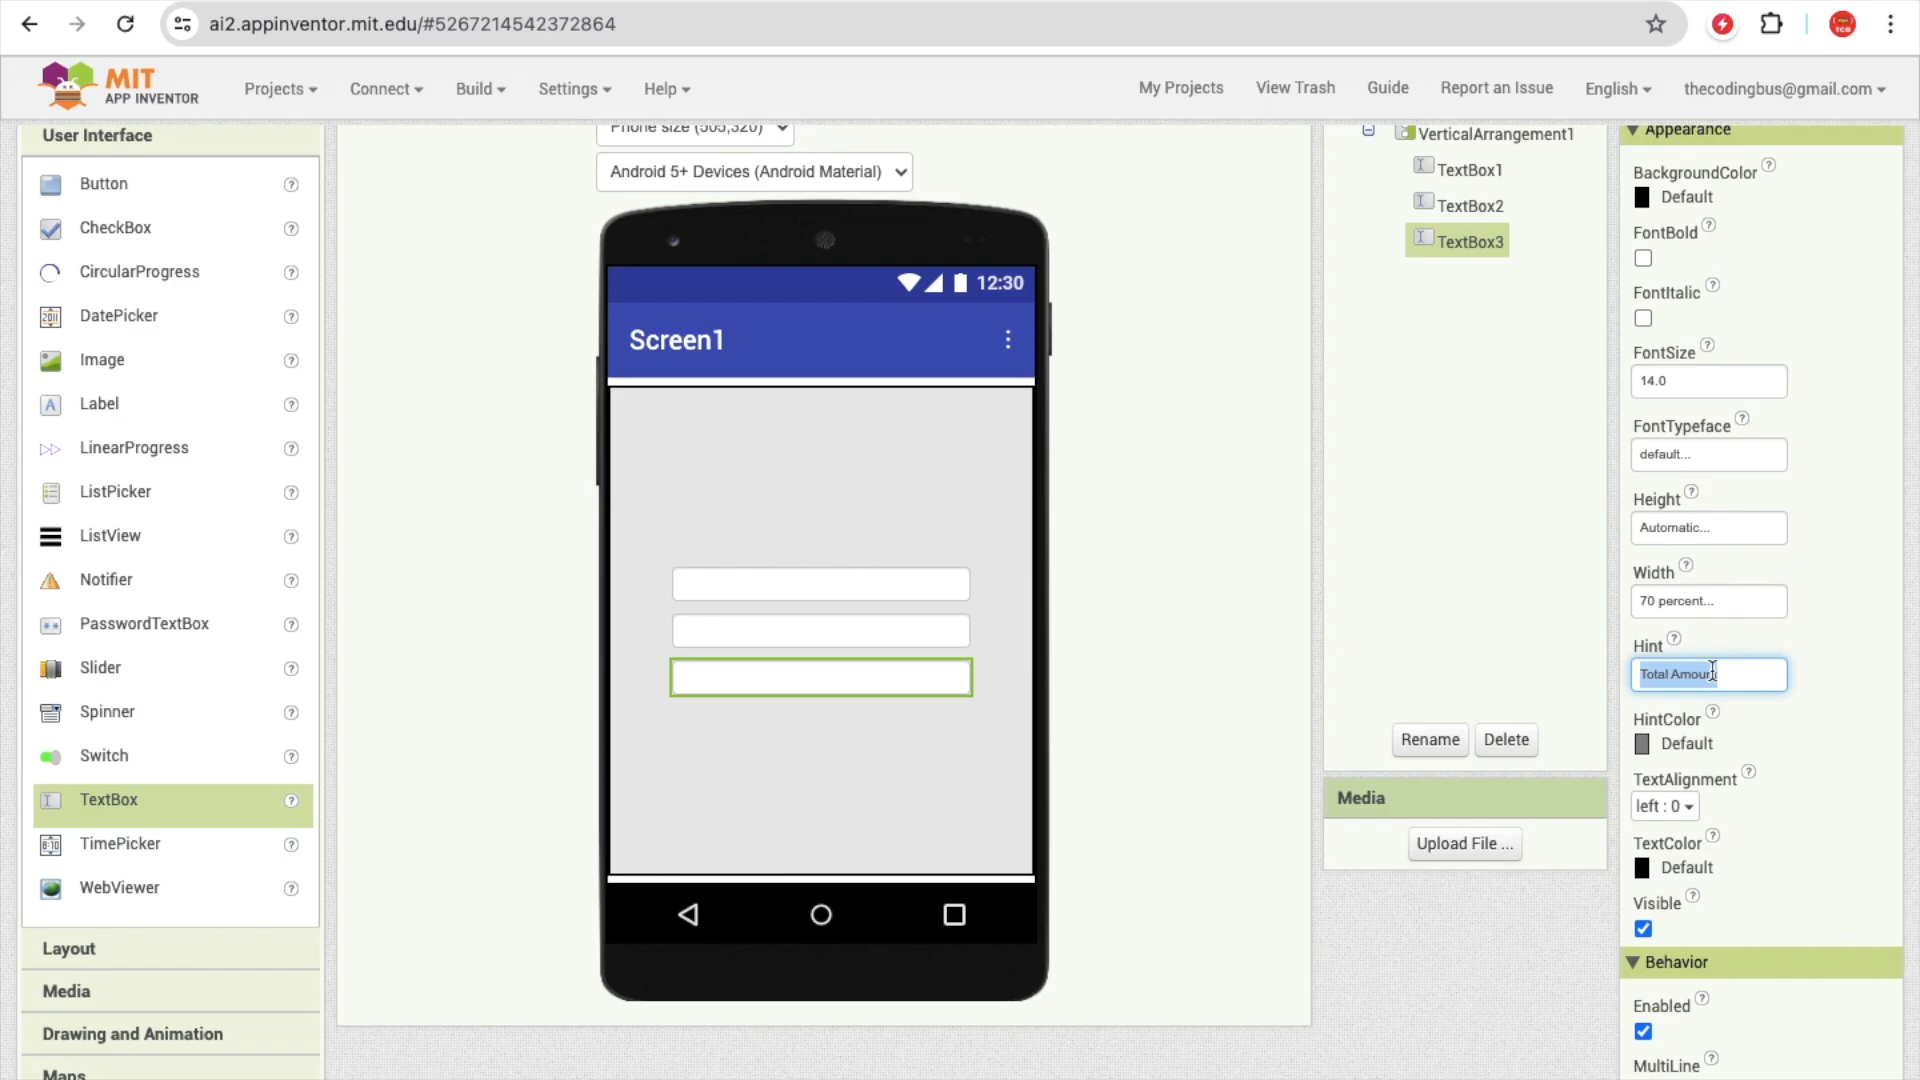 ai2.appinventor.mit.edu/#5267214542372864
MIT
APP INVENTOR
Projects
Connect
Build
Settings
Help
My Projects
View Trash
Guide
Report an Issue
English
thecodingbus@gmail.com
User Interface
Button
CheckBox
CircularProgress
DatePicker
Image
Label
LinearProgress
ListPicker
ListView
Notifier
PasswordTextBox
Slider
Spinner
Switch
TextBox
TimePicker
WebViewer
Layout
Media
Drawing and Animation
Maps
Phone size (505,320)
Android 5+ Devices (Android Material)
12:30
Screen1
VerticalArrangement1
TextBox1
TextBox2
TextBox3
Rename
Delete
Media
Upload File ...
Appearance
BackgroundColor
Default
FontBold
FontItalic
FontSize
14.0
FontTypeface
default...
Height
Automatic...
Width
70 percent...
Hint
Total Amount
HintColor
Default
TextAlignment
left : 0
TextColor
Default
Visible
Behavior
Enabled
MultiLine